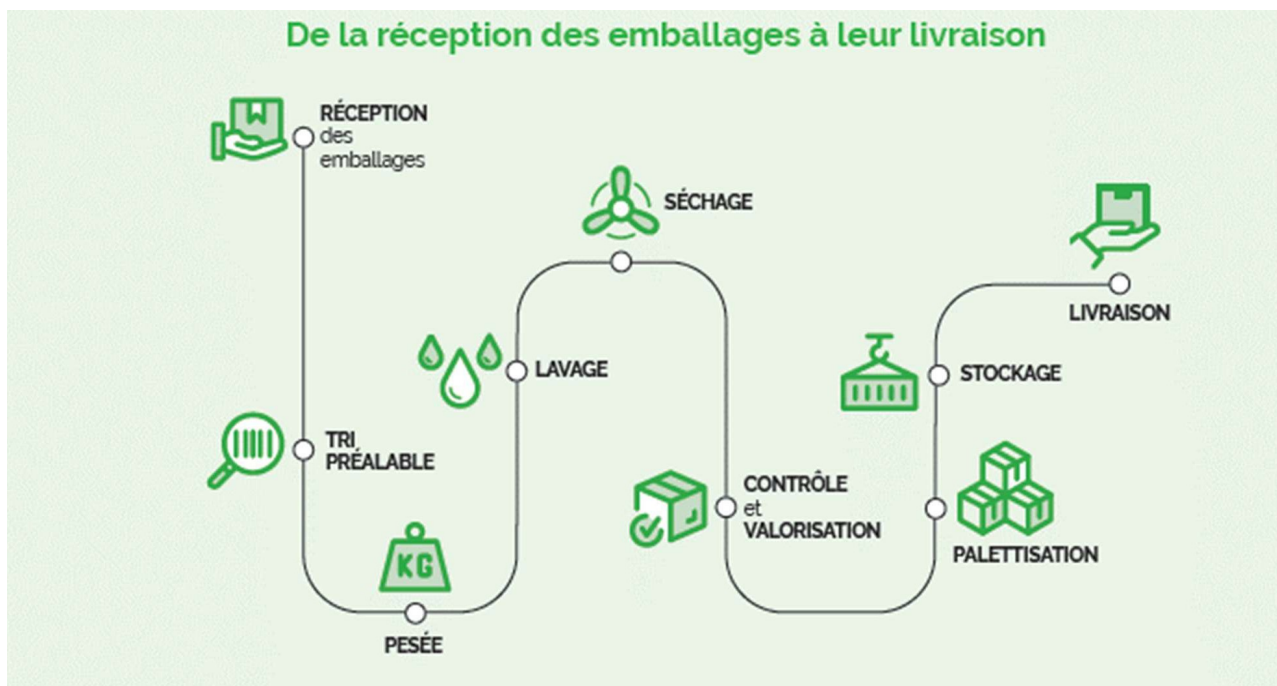 De la réception des emballages à leur livraison
RÉCEPTION
des
emballages
TRI
PRÉALABLE
KG
PESÉE
LAVAGE
SÉCHAGE
CONTRÔLE
et
VALORISATION
PALETTISATION
STOCKAGE
LIVRAISON